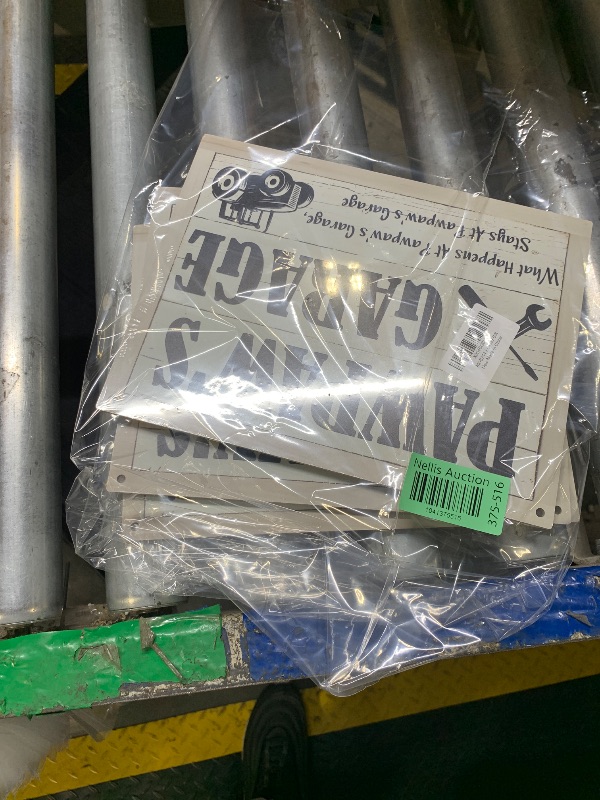 PAWPAW'S
GARAGE
What Happens At Pawpaw's Garage,
Stays At Pawpaw's Garage
Nellis Auction
375-516